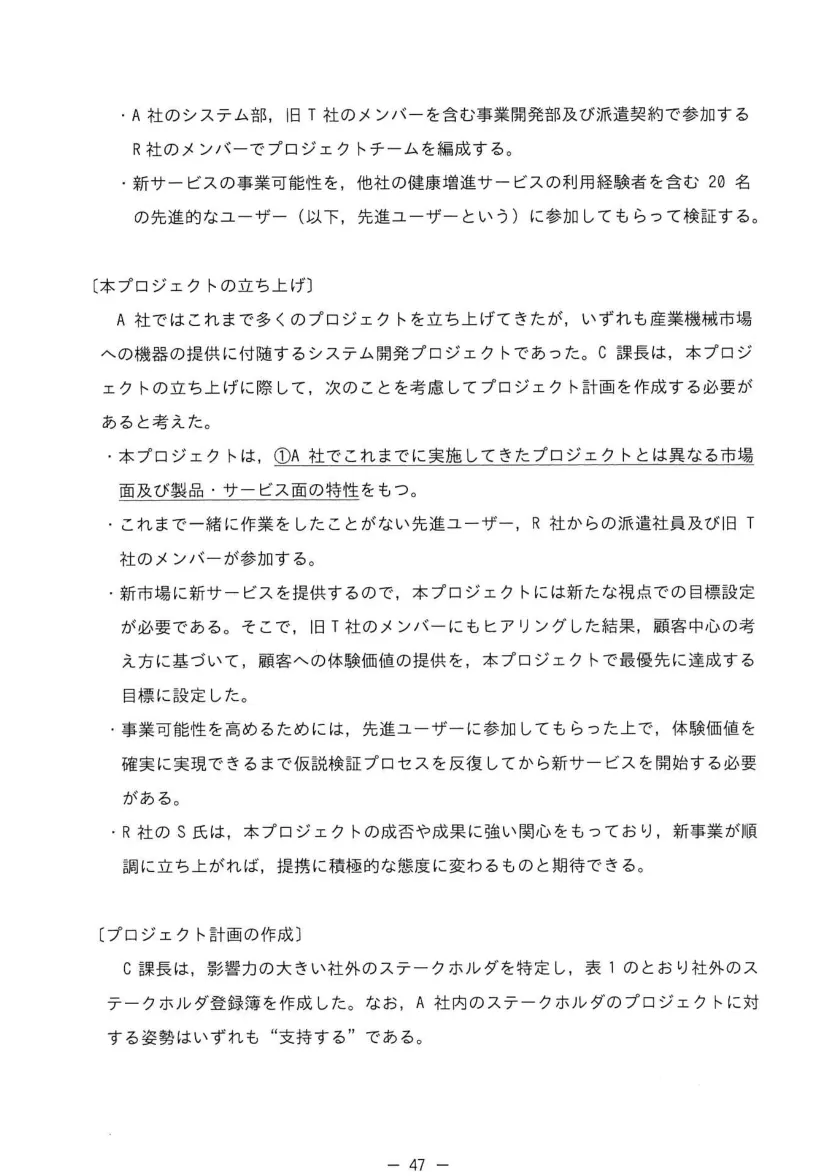 ・A 社のシステム部，旧 T 社のメンバーを含む事業開発部及び派遣契約で参加する
R 社のメンバーでプロジェクトチームを編成する。
・新サービスの事業可能性を，他社の健康増進サービスの利用経験者を含む 20 名
の先進的なユーザー（以下，先進ユーザーという）に参加してもらって検証する。
〔本プロジェクトの立ち上げ〕
A 社ではこれまで多くのプロジェクトを立ち上げてきたが，いずれも産業機械市場
への機器の提供に付随するシステム開発プロジェクトであった。C 課長は，本プロジ
ェクトの立ち上げに際して，次のことを考慮してプロジェクト計画を作成する必要が
あると考えた。
・本プロジェクトは，①A 社でこれまでに実施してきたプロジェクトとは異なる市場
面及び製品・サービス面の特性をもつ。
・これまで一緒に作業をしたことがない先進ユーザー，R 社からの派遣社員及び旧 T
社のメンバーが参加する。
・新市場に新サービスを提供するので，本プロジェクトには新たな視点での目標設定
が必要である。そこで，旧 T 社のメンバーにもヒアリングした結果，顧客中心の考
え方に基づいて，顧客への体験価値の提供を，本プロジェクトで最優先に達成する
目標に設定した。
・事業可能性を高めるためには，先進ユーザーに参加してもらった上で，体験価値を
確実に実現できるまで仮説検証プロセスを反復してから新サービスを開始する必要
がある。
・R 社の S 氏は，本プロジェクトの成否や成果に強い関心をもっており，新事業が順
調に立ち上がれば，提携に積極的な態度に変わるものと期待できる。
〔プロジェクト計画の作成〕
C 課長は，影響力の大きい社外のステークホルダを特定し，表 1 のとおり社外のス
テークホルダ登録簿を作成した。なお，A 社内のステークホルダのプロジェクトに対
する姿勢はいずれも“支持する”である。
― 47 ―